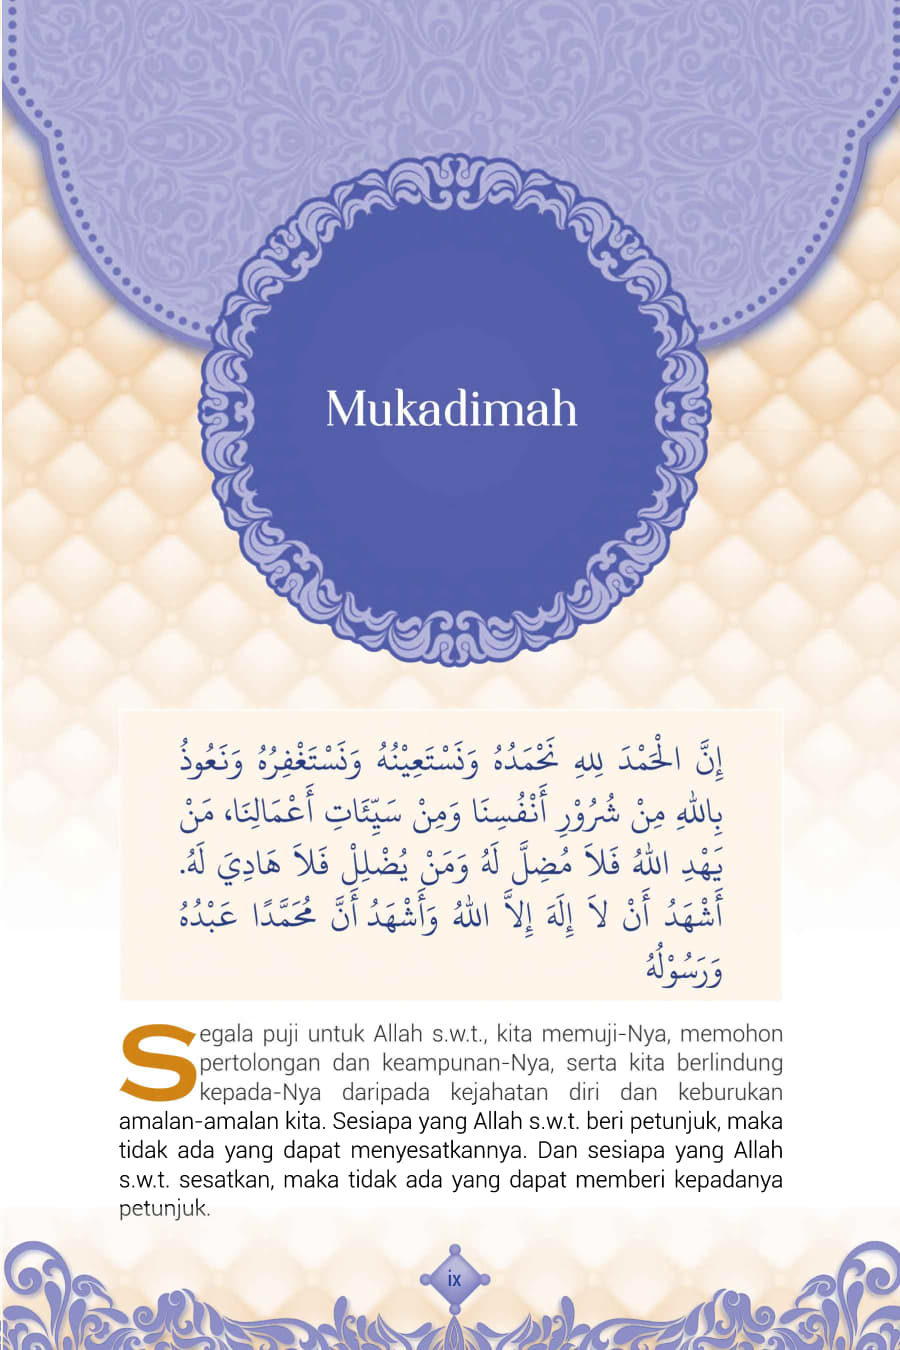 Mukadimah
إِنَّ الْحَمْدَ لِلهِ نَحْمَدُهُ وَنَسْتَعِيْنُهُ وَنَسْتَغْفِرُهُ وَنَعُوذُ
بِاللهِ مِنْ شُرُوْرِ أَنْفُسِنَا وَمِنْ سَيِّئَاتِ أَعْمَالِنَا، مَنْ
يَهْدِ اللهُ فَلاَ مُضِلَّ لَهُ وَمَنْ يُضْلِلْ فَلاَ هَادِيَ لَهُ.
أَشْهَدُ أَنْ لاَ إِلَهَ إِلاَّ اللهُ وَأَشْهَدُ أَنَّ مُحَمَّدًا عَبْدُهُ
وَرَسُوْلُهُ
Segala puji untuk Allah s.w.t., kita memuji-Nya, memohon
pertolongan dan keampunan-Nya, serta kita berlindung
kepada-Nya daripada kejahatan diri dan keburukan
amalan-amalan kita. Sesiapa yang Allah s.w.t. beri petunjuk, maka
tidak ada yang dapat menyesatkannya. Dan sesiapa yang Allah
s.w.t. sesatkan, maka tidak ada yang dapat memberi kepadanya
petunjuk.
ix